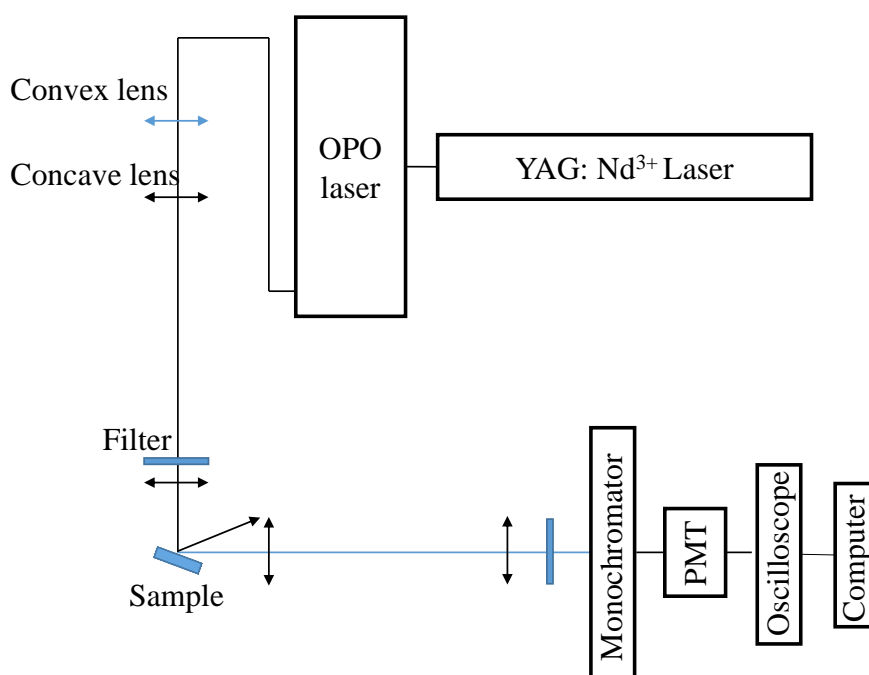 Convex lens
Concave lens
OPO
laser
YAG: Nd³⁺ Laser
Filter
Sample
Monochromator
PMT
Oscilloscope
Computer